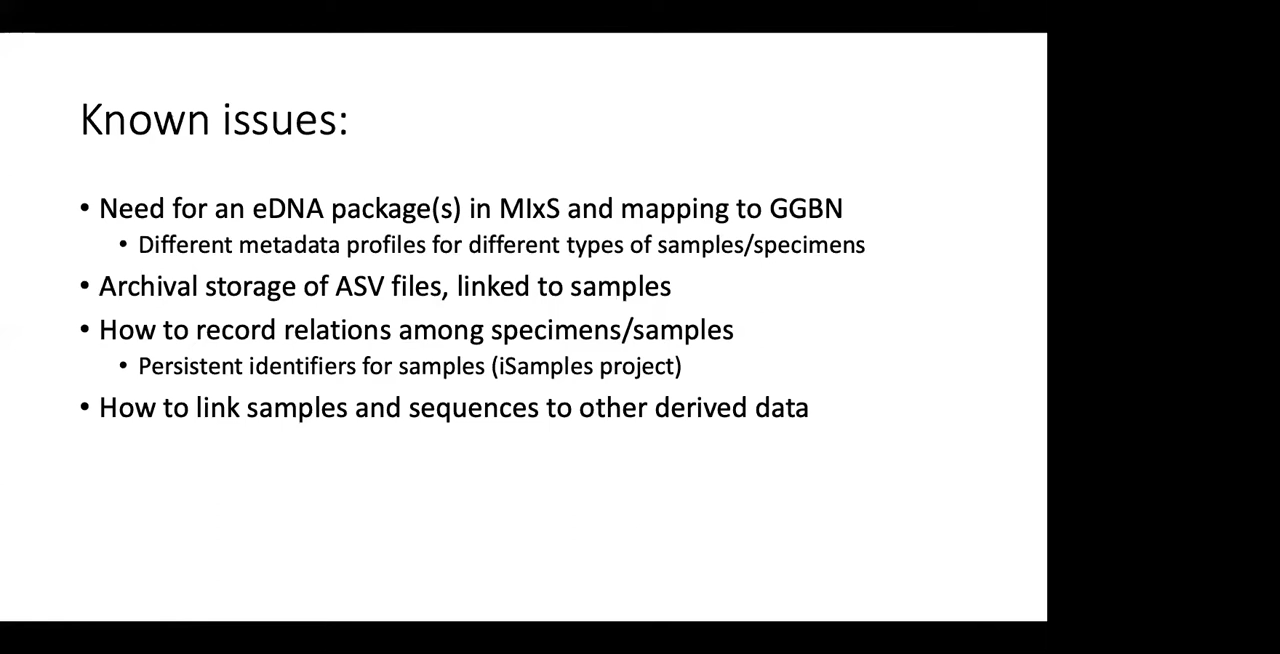 Known issues:
• Need for an eDNA package(s) in MIxS and mapping to GGBN
• Different metadata profiles for different types of samples/specimens
• Archival storage of ASV files, linked to samples
• How to record relations among specimens/samples
• Persistent identifiers for samples (iSamples project)
• How to link samples and sequences to other derived data